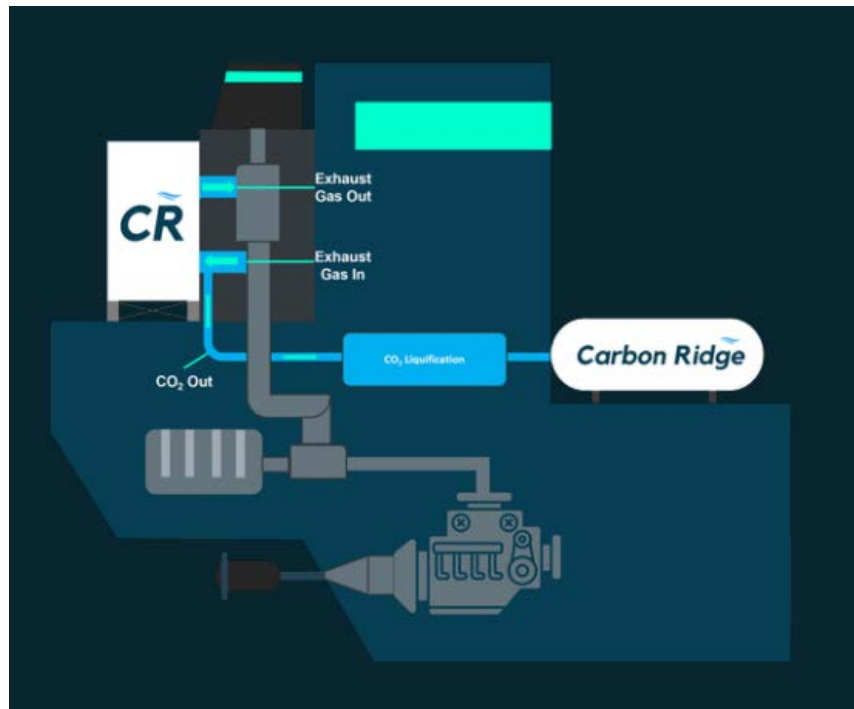 Exhaust
Gas Out
CR
Exhaust
Gas In
CO₂ Liquification
Carbon Ridge
CO₂ Out